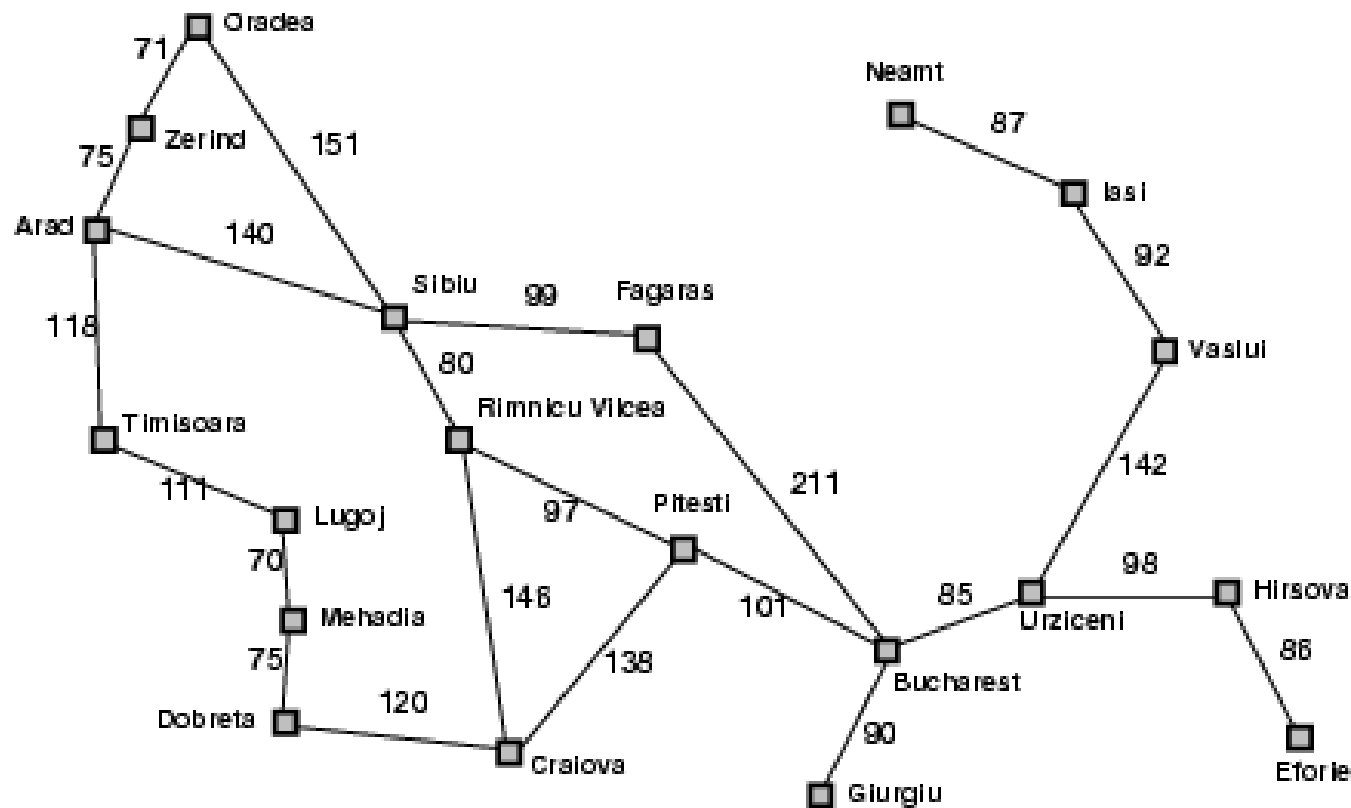 Oradea
71
Neamt
87
Zerind
75
151
Iasi
Arad
140
92
Sibiu
99
Fagaras
118
80
Vaslui
Timisoara
Rimnicu Vilcea
142
111
211
Lugoj
97
Pitesti
70
98
146
101
85
Hirsova
Mehadia
Urziceni
75
138
86
Bucharest
120
Dobreta
90
Craiova
Eforie
Giurgiu